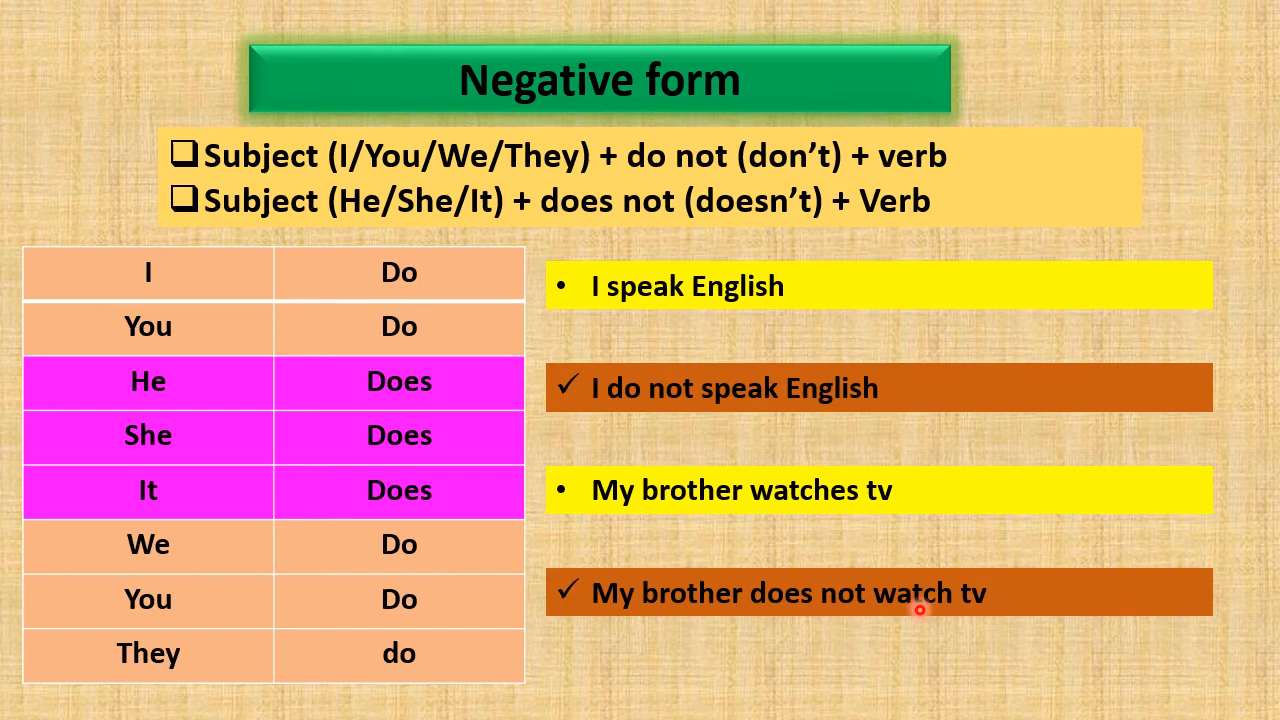 Negative form
❑ Subject (I/You/We/They) + do not (don’t) + verb
❑ Subject (He/She/It) + does not (doesn’t) + Verb
I Do
You Do
He Does
She Does
It Does
We Do
You Do
They do
• I speak English
✓ I do not speak English
• My brother watches tv
✓ My brother does not watch tv